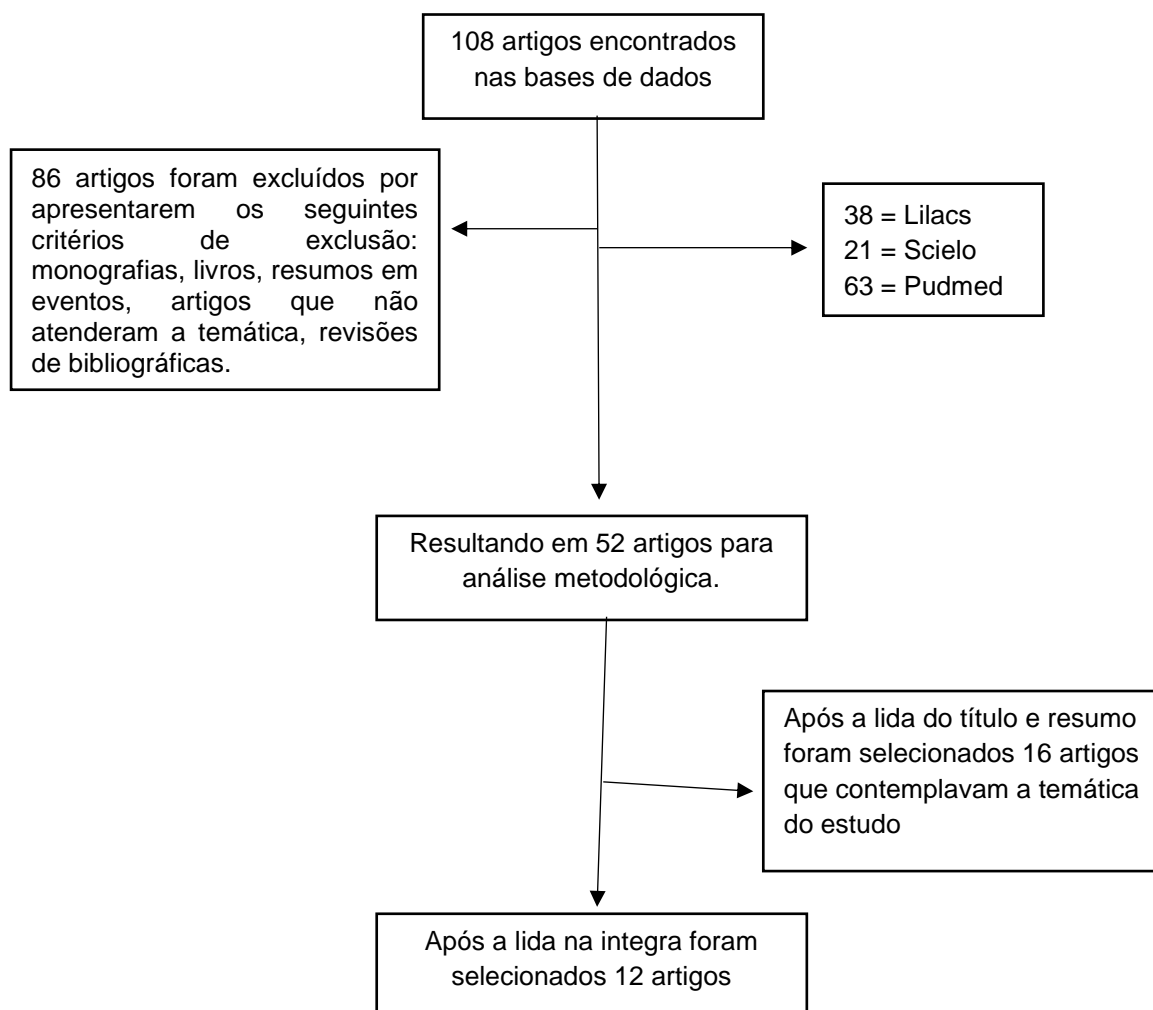 108 artigos encontrados
nas bases de dados
86 artigos foram excluídos por
apresentarem os seguintes
critérios de exclusão:
monografias, livros, resumos em
eventos, artigos que não
atenderam a temática, revisões
de bibliográficas.
38 = Lilacs
21 = Scielo
63 = Pudmed
Resultando em 52 artigos para
análise metodológica.
Após a lida do título e resumo
foram selecionados 16 artigos
que contemplavam a temática
do estudo
Após a lida na integra foram
selecionados 12 artigos